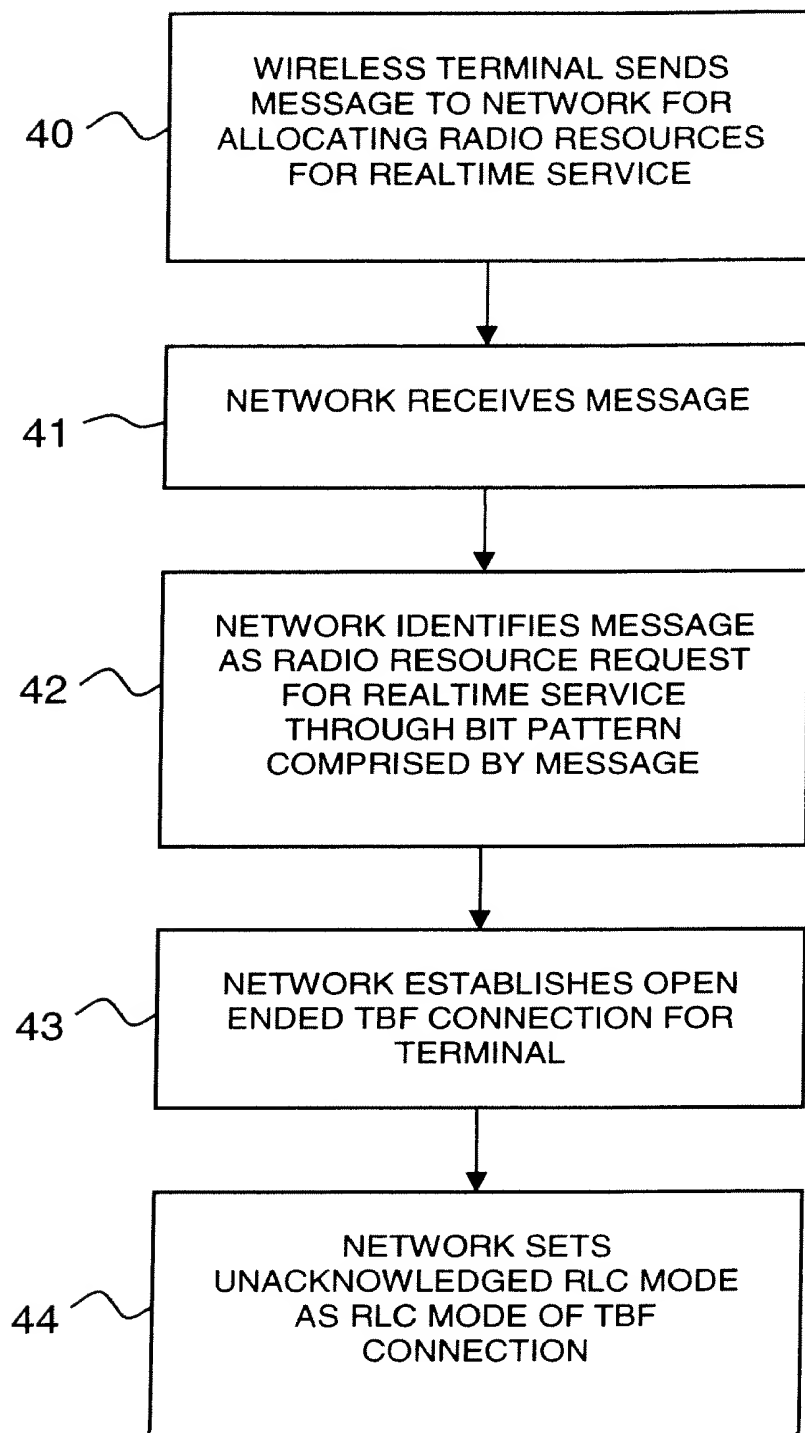 40
WIRELESS TERMINAL SENDS
MESSAGE TO NETWORK FOR
ALLOCATING RADIO RESOURCES
FOR REALTIME SERVICE
41
NETWORK RECEIVES MESSAGE
42
NETWORK IDENTIFIES MESSAGE
AS RADIO RESOURCE REQUEST
FOR REALTIME SERVICE
THROUGH BIT PATTERN
COMPRISED BY MESSAGE
43
NETWORK ESTABLISHES OPEN
ENDED TBF CONNECTION FOR
TERMINAL
44
NETWORK SETS
UNACKNOWLEDGED RLC MODE
AS RLC MODE OF TBF
CONNECTION